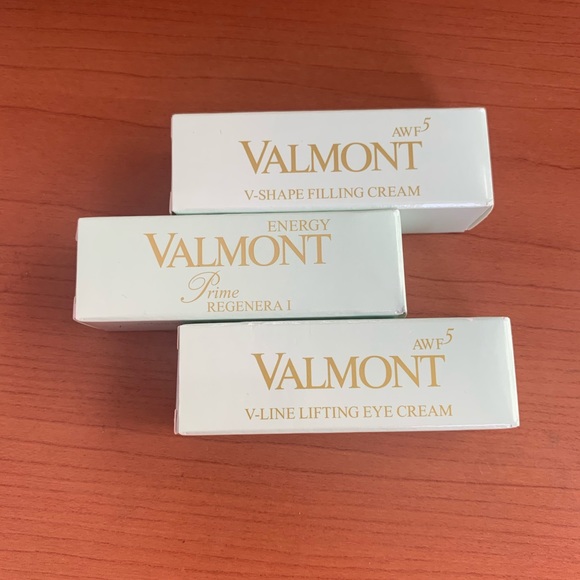 AWF5
VALMONT
V-SHAPE FILLING CREAM
ENERGY
VALMONT
Prime
REGENERA I
AWF5
VALMONT
V-LINE LIFTING EYE CREAM